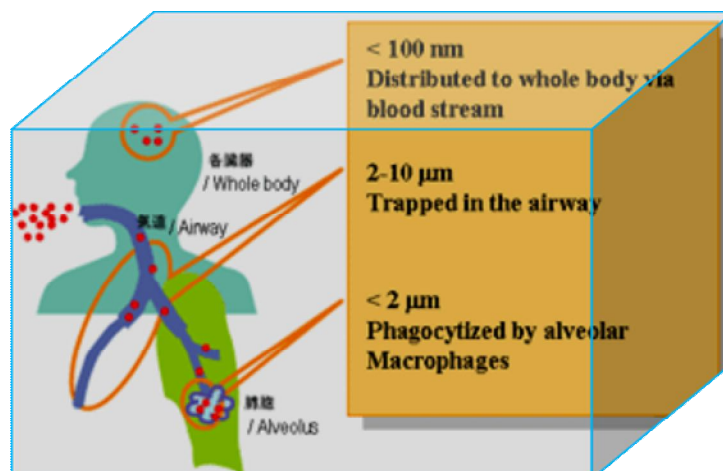 < 100 nm
Distributed to whole body via
blood stream
各臓器
/ Whole body
2-10 μm
Trapped in the airway
気道 / Airway
< 2 μm
Phagocytized by alveolar
Macrophages
肺胞
/ Alveolus